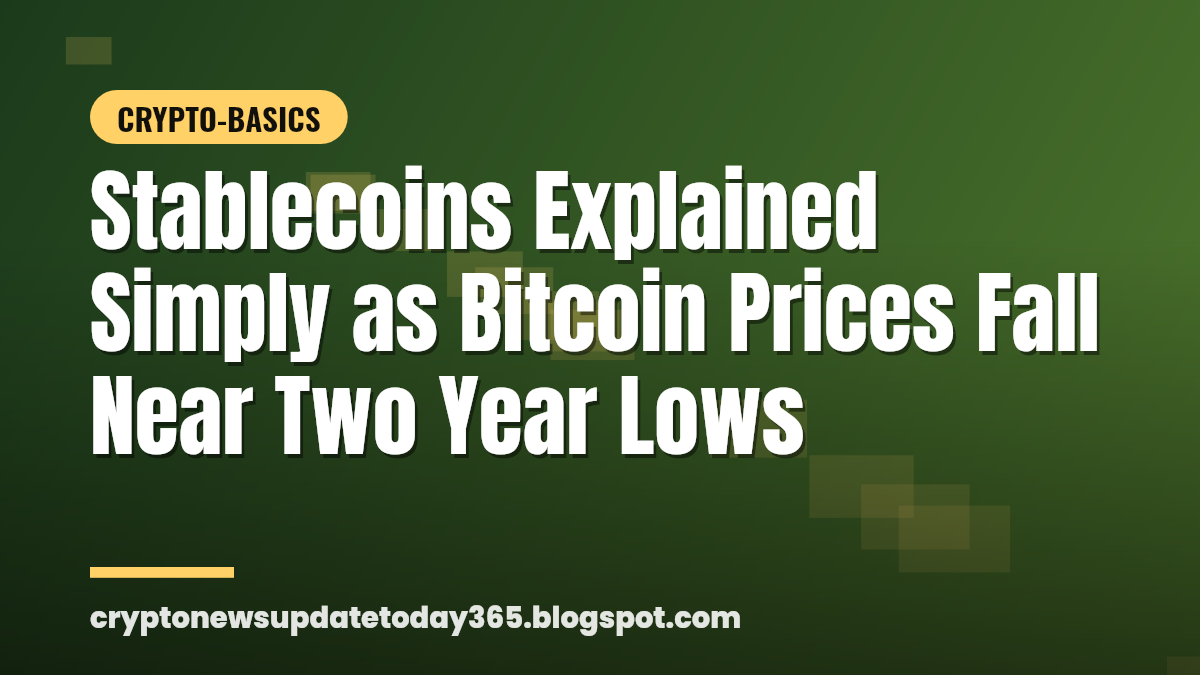 CRYPTO-BASICS
Stablecoins Explained
Simply as Bitcoin Prices Fall
Near Two Year Lows
cryptonewsupdatetoday365.blogspot.com